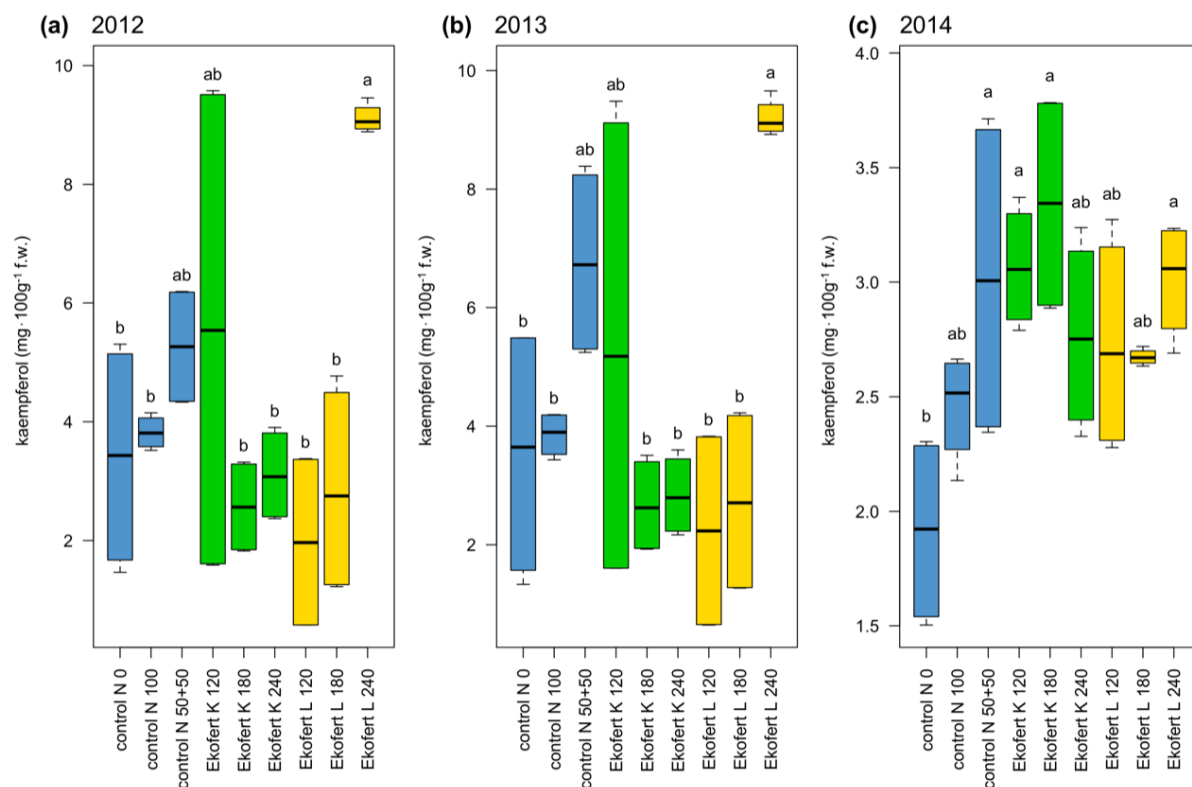 (a) 2012
kaempferol (mg· 100g⁻¹ f.w.)
10
8
6
4
2
b
b
ab
ab
b
b
b
b
a
control N 0
control N 100
control N 50+50
Ekofert K 120
Ekofert K 180
Ekofert K 240
Ekofert L 120
Ekofert L 180
Ekofert L 240
(b) 2013
kaempferol (mg· 100g⁻¹ f.w.)
10
8
6
4
2
b
b
ab
ab
b
b
b
b
a
control N 0
control N 100
control N 50+50
Ekofert K 120
Ekofert K 180
Ekofert K 240
Ekofert L 120
Ekofert L 180
Ekofert L 240
(c) 2014
kaempferol (mg· 100g⁻¹ f.w.)
4.0
3.5
3.0
2.5
2.0
1.5
b
ab
a
a
a
ab
ab
ab
a
control N 0
control N 100
control N 50+50
Ekofert K 120
Ekofert K 180
Ekofert K 240
Ekofert L 120
Ekofert L 180
Ekofert L 240